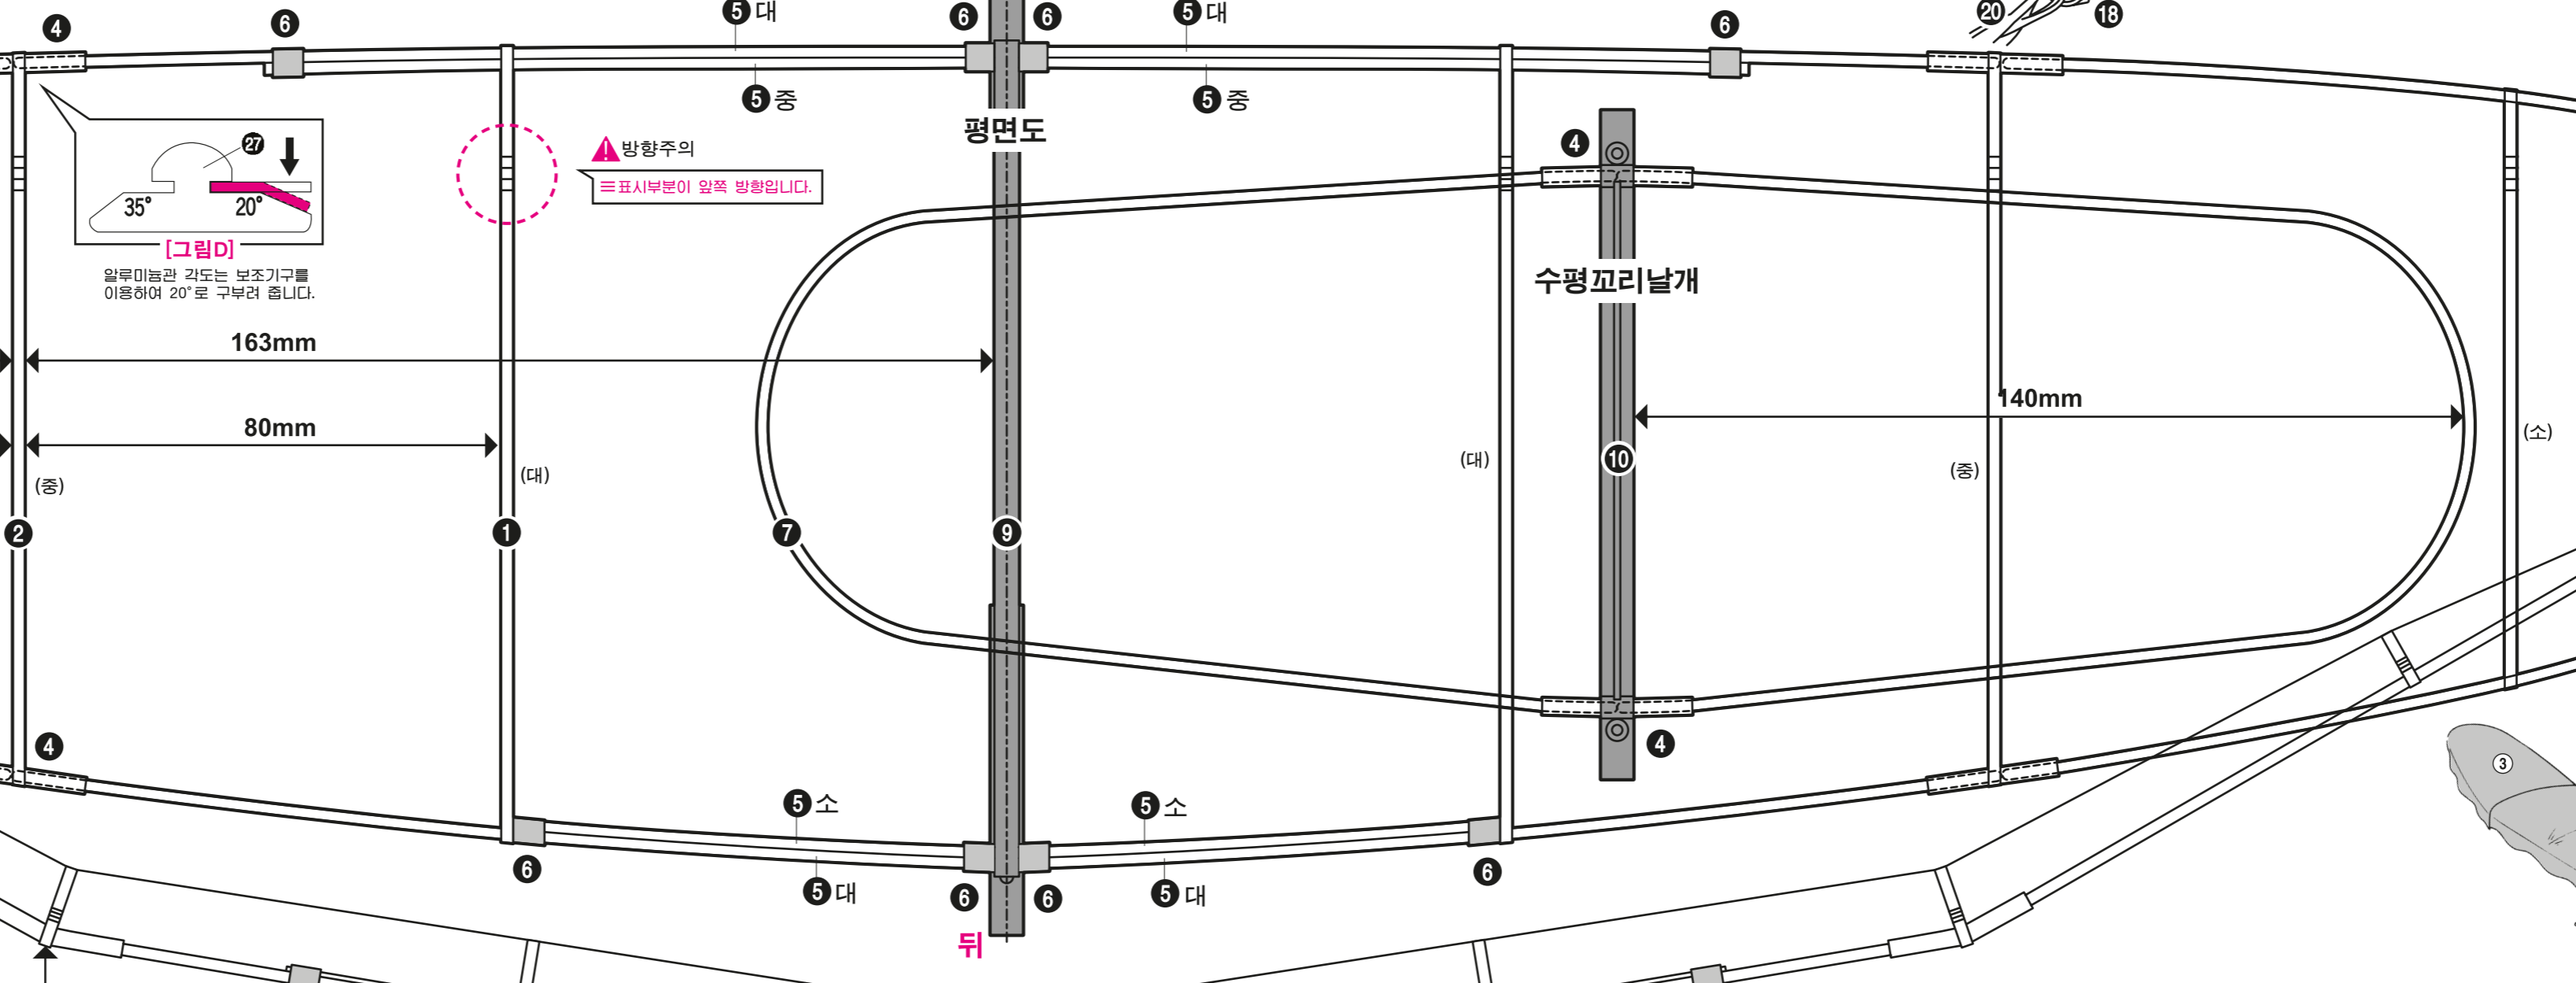 5 대
6
6
5 대
20
18
4
6
6
5 중
5 중
평면도
4
27
35°
20°
[그림D]
알루미늄관 각도는 보조기구를
이용하여 20°로 구부려 줍니다.
방향주의
표시부분이 앞쪽 방향입니다.
수평꼬리날개
163mm
140mm
80mm
(중)
(대)
(대)
10
(중)
(소)
2
1
7
9
4
4
5 소
5 소
3
6
6
5 대
6
6
5 대
뒤